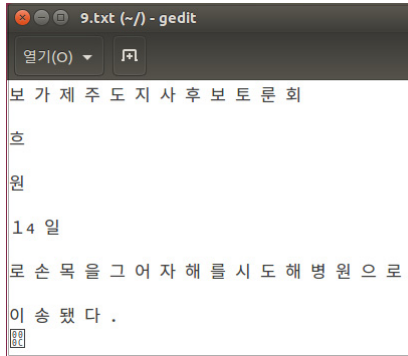 9.txt (~/) - gedit
열기(O)
보 가 제 주 도 지 사 후 보 토 론 회
흐
원
14 일
로 손 목 을 그 어 자 해 를 시 도 해 병 원 으 로
이 송 됐 다 .
00
0C